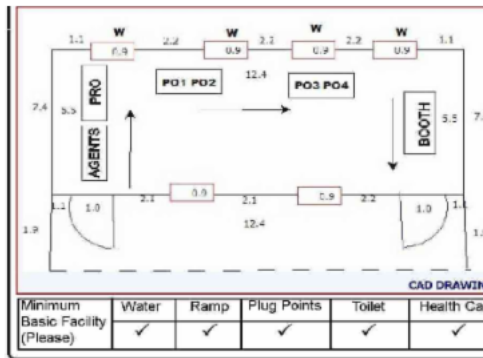 W W W W
1.1 2.2 2.2 2.2 1.1
0.9 0.9 0.9 0.9
12.4
PO1 PO2 PO3 PO4
PRO
AGENTS
BOOTH
7.4 5.5 5.5
0.9 0.9
1.1 1.0 2.1 2.1 2.2 1.0 1.1
1.9 12.4
CAD DRAWIN
Minimum Basic Facility (Please) Water Ramp Plug Points Toilet Health Ca
✓ ✓ ✓ ✓ ✓